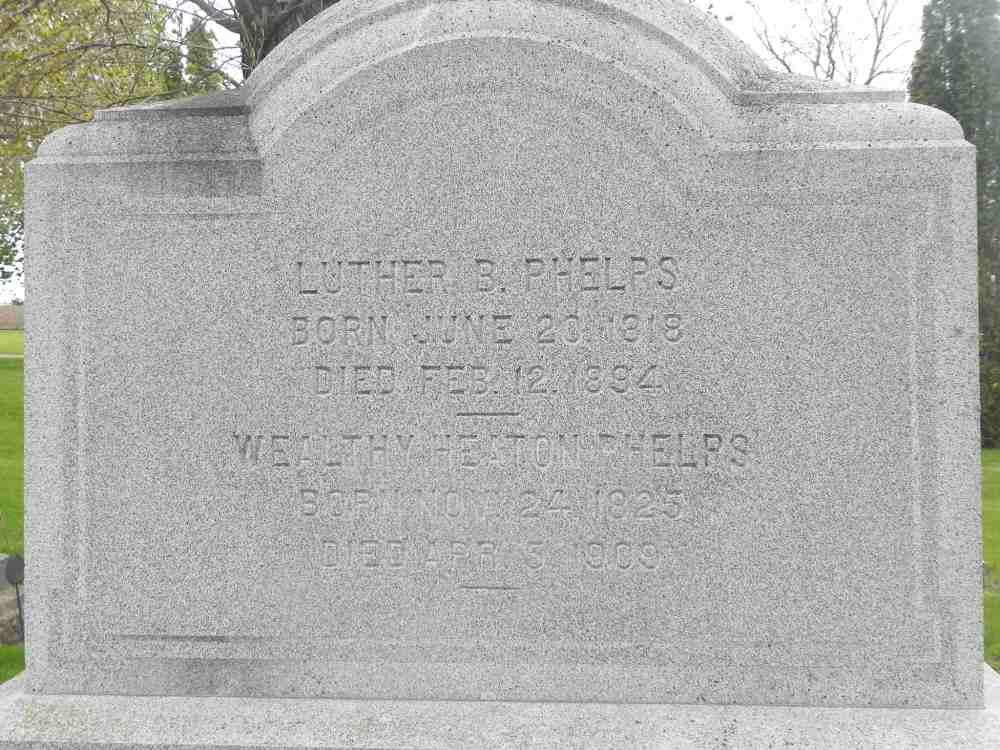 LUTHER B. PHELPS
BORN JUNE 20, 1818
DIED FEB. 12, 1894
WEALTHY HEATON PHELPS
BORN NOV. 24, 1825
DIED APR. 3, 1909